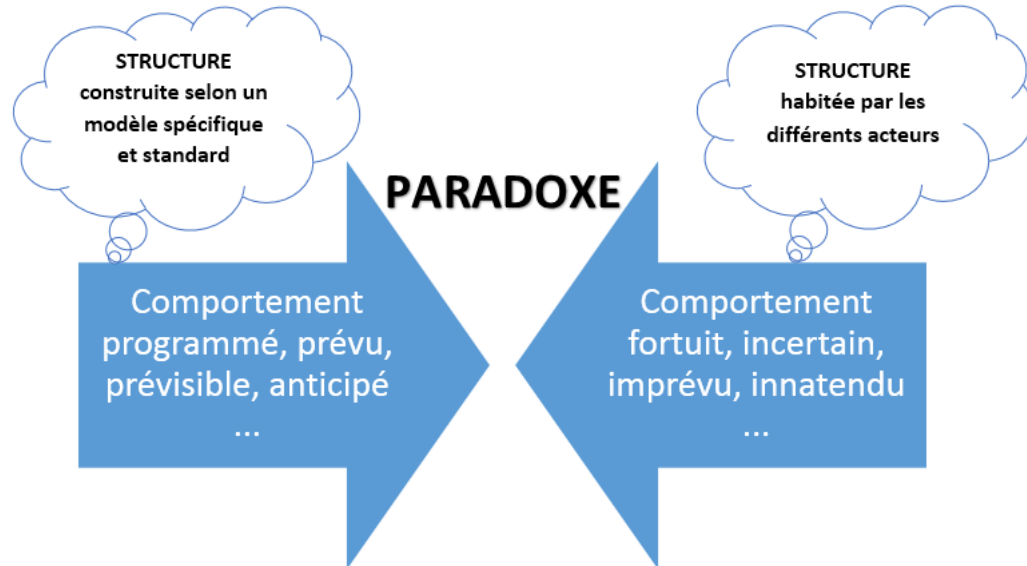 STRUCTURE
construite selon un
modèle spécifique
et standard
STRUCTURE
habitée par les
différents acteurs
PARADOXE
Comportement
programmé, prévu,
prévisible, anticipé
...
Comportement
fortuit, incertain,
imprévu, innatendu
...